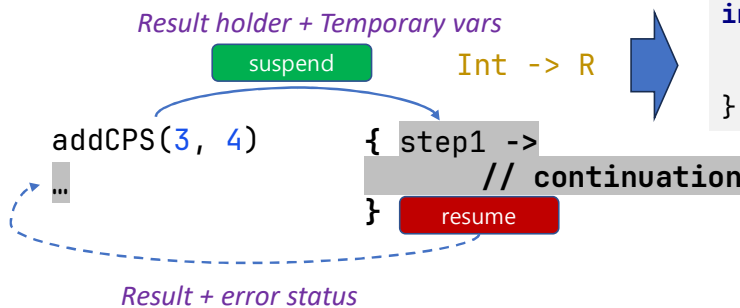 Result holder + Temporary vars
suspend
Int -> R
}
addCPS(3, 4)
{ step1 ->
…
// continuation
} resume
Result + error status